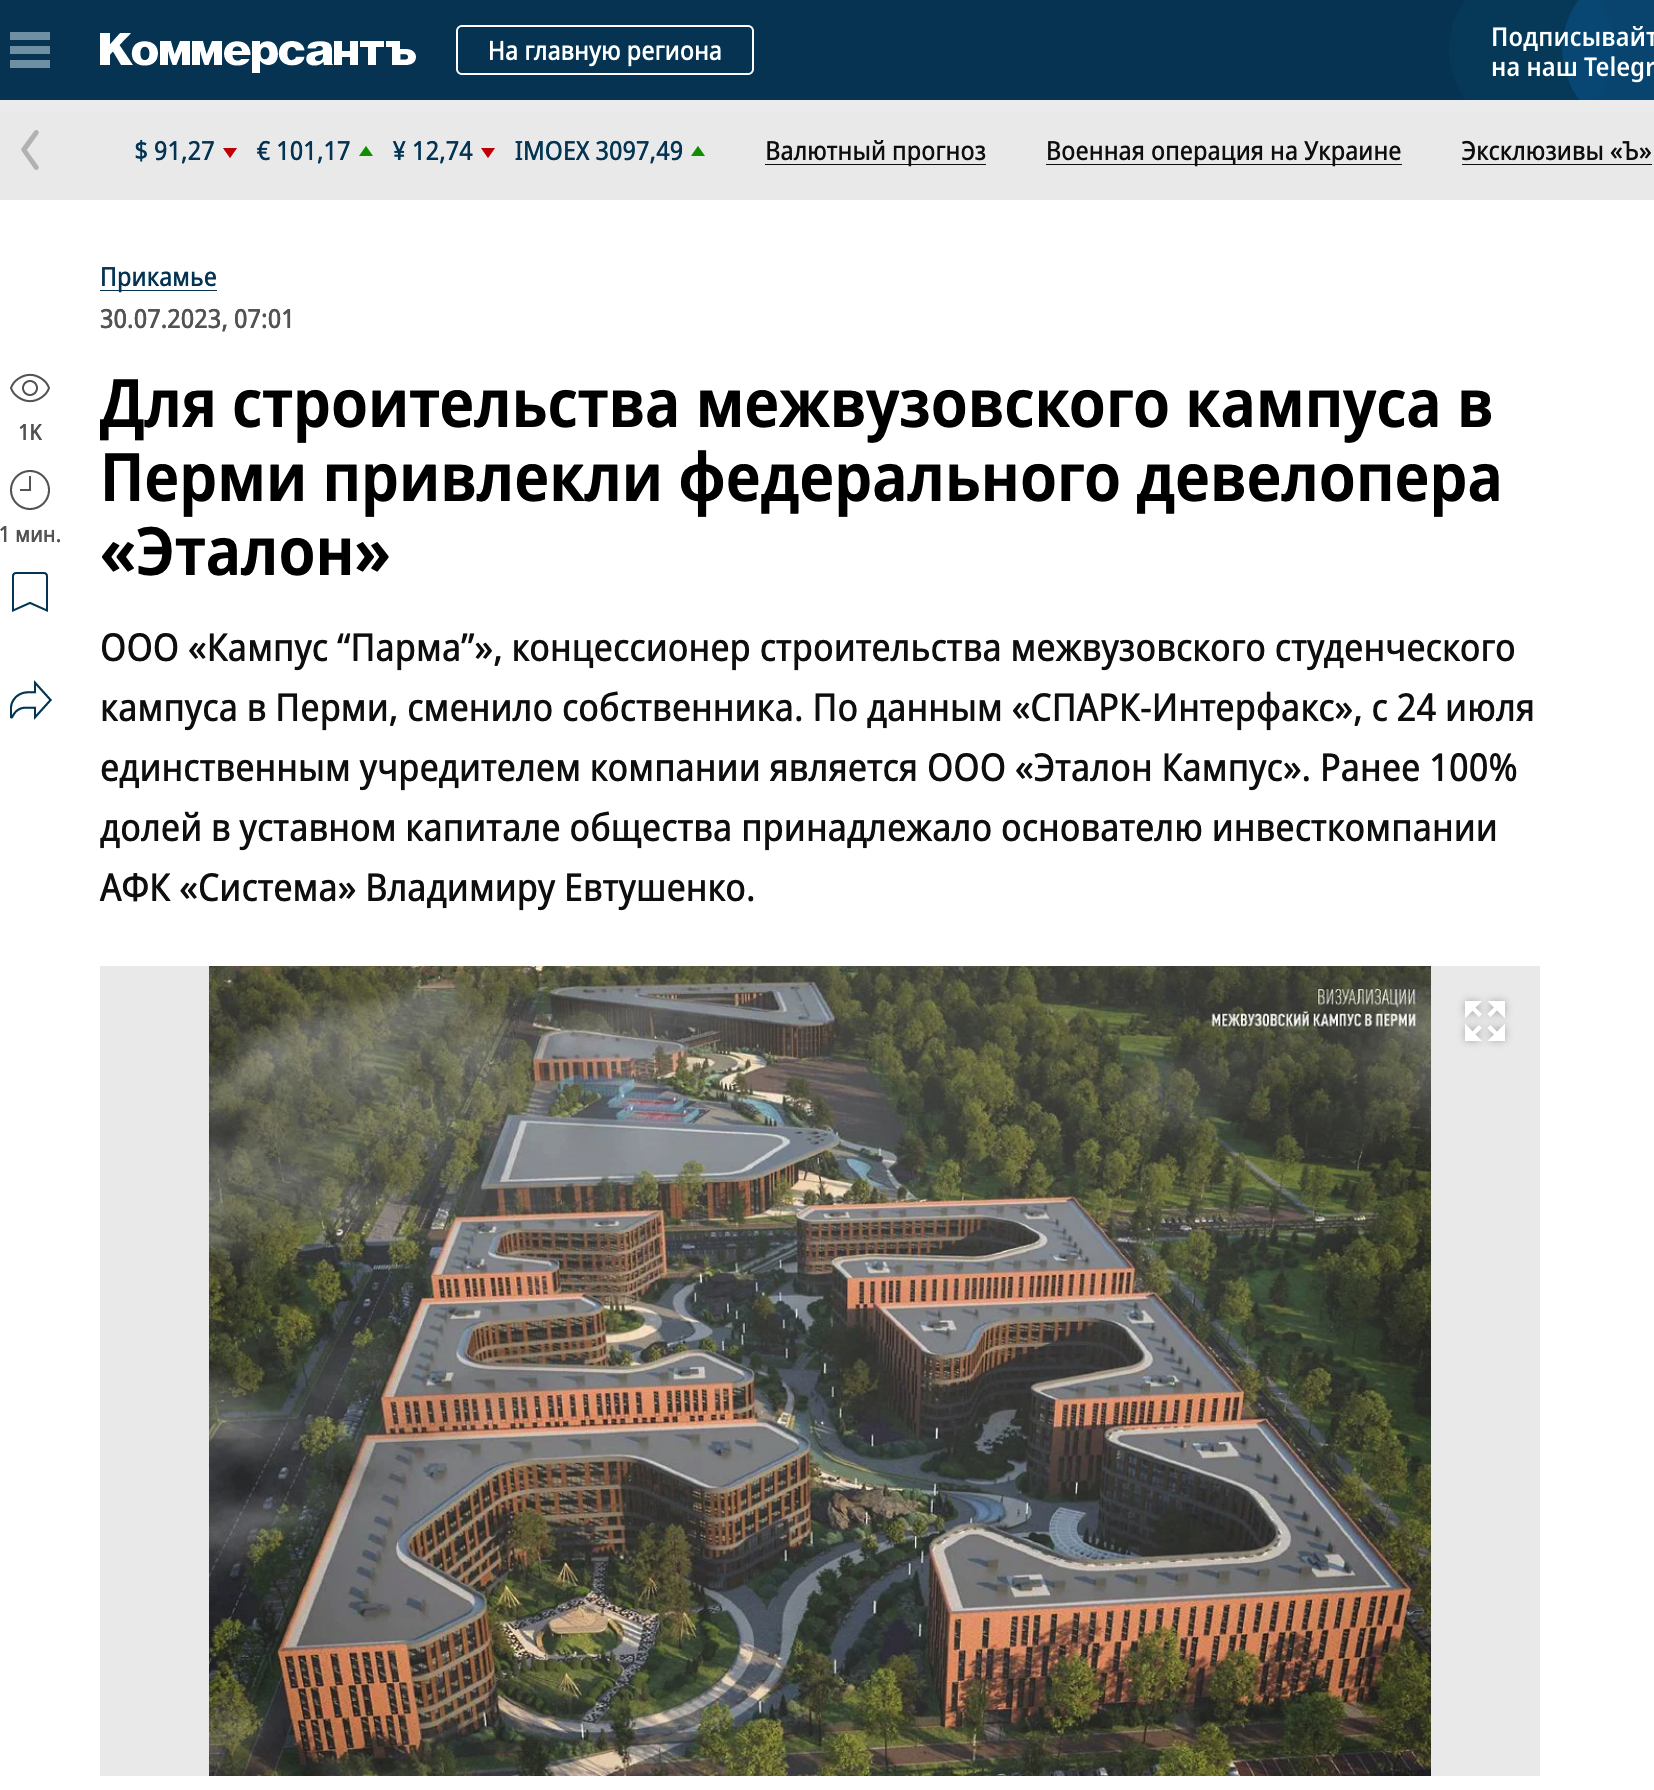 Коммерсантъ
На главную региона
Подписывайт
на наш Telegr
$ 91,27 € 101,17 ¥ 12,74 IMOEX 3097,49 Валютный прогноз Военная операция на Украине Эксклюзивы «Ъ»
Прикамье
30.07.2023, 07:01
1K
1 мин.
Для строительства межвузовского кампуса в
Перми привлекли федерального девелопера
«Эталон»
ООО «Кампус “Парма”», концессионер строительства межвузовского студенческого
кампуса в Перми, сменило собственника. По данным «СПАРК-Интерфакс», с 24 июля
единственным учредителем компании является ООО «Эталон Кампус». Ранее 100%
долей в уставном капитале общества принадлежало основателю инвесткомпании
АФК «Система» Владимиру Евтушенко.
ВИЗУАЛИЗАЦИИ
МЕЖВУЗОВСКИЙ КАМПУС В ПЕРМИ